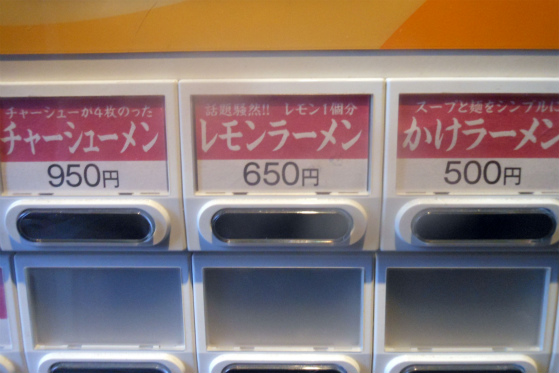 チャーシューが4枚のった
チャーシューメン
950円
話題騒然!! レモン1個分
レモンラーメン
650円
スープと麺をシンプルに
かけラーメン
500円